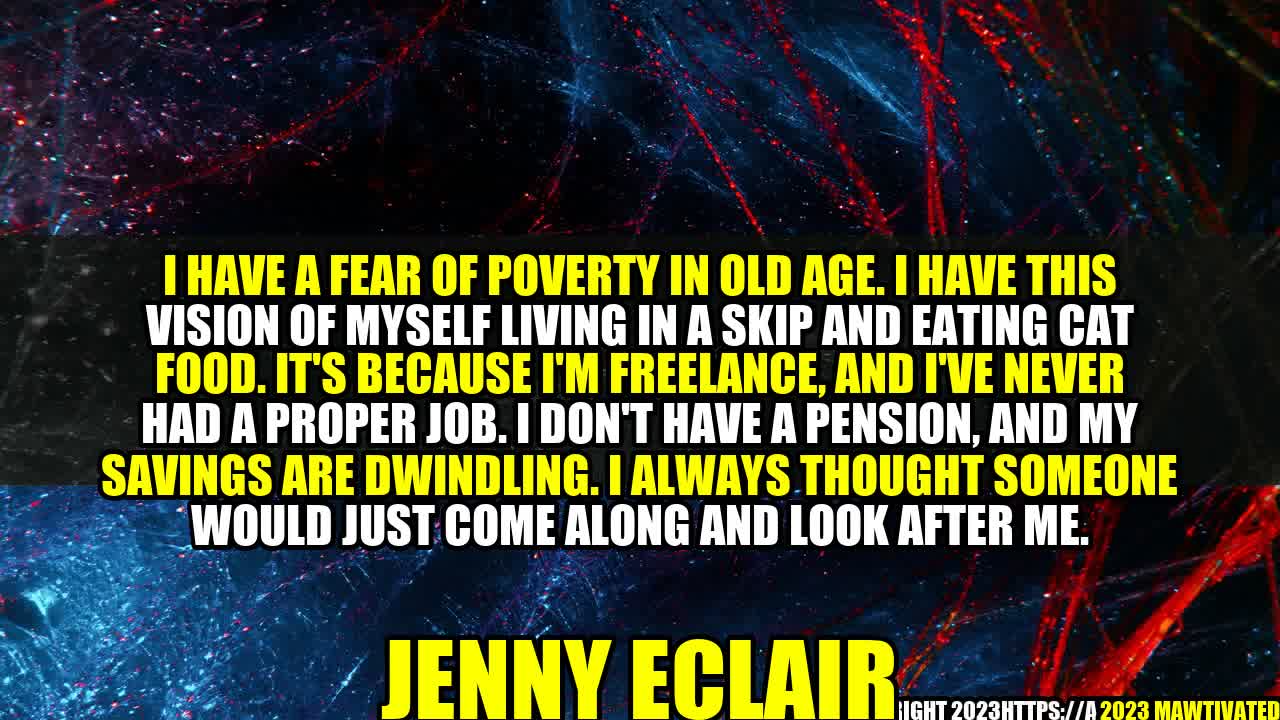 I HAVE A FEAR OF POVERTY IN OLD AGE. I HAVE THIS
VISION OF MYSELF LIVING IN A SKIP AND EATING CAT
FOOD. IT'S BECAUSE I'M FREELANCE, AND I'VE NEVER
HAD A PROPER JOB. I DON'T HAVE A PENSION, AND MY
SAVINGS ARE DWINDLING. I ALWAYS THOUGHT SOMEONE
WOULD JUST COME ALONG AND LOOK AFTER ME.
JENNY ECLAIR
IGHT 2023HTTPS://A 2023 MAWTIVATED